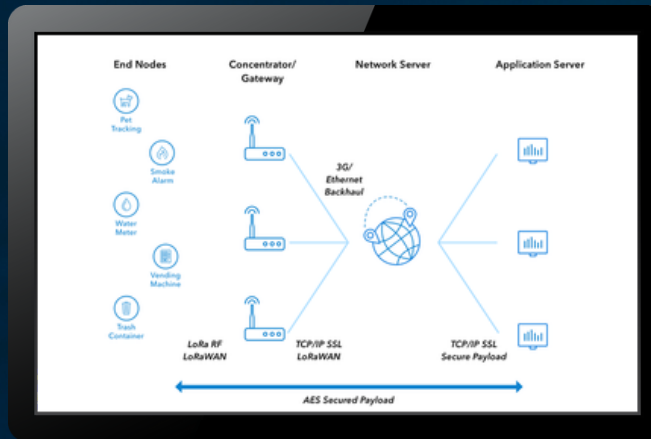 End Nodes
Concentrator/
Gateway
Network Server
Application Server
Pet
Tracking
Smoke
Alarm
3G/
Ethernet
Backhaul
Water
Meter
Vending
Machine
Trash
Container
LoRa RF
LoRaWAN
TCP/IP SSL
LoRaWAN
TCP/IP SSL
Secure Payload
AES Secured Payload